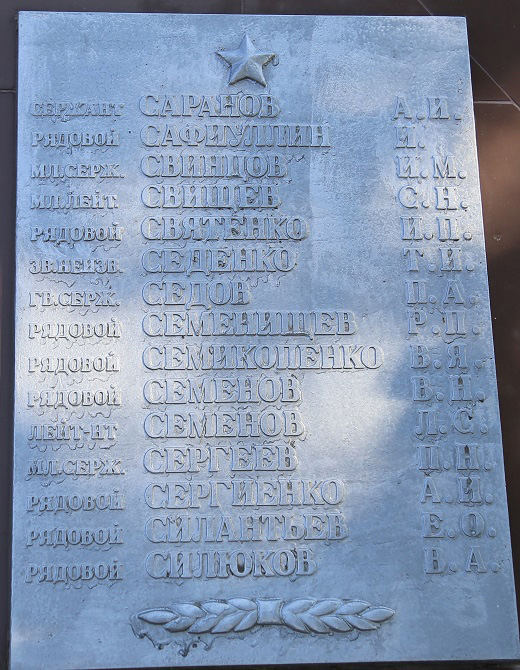 СЕРЖАНТ САРАНОВ А.И.
РЯДОВОЙ САФИУЛЛИН И.
МЛ.СЕРЖ. СВИНЦОВ И.М.
МЛ.ЛЕЙТ. СВИЩЕВ С.Н.
РЯДОВОЙ СВЯТЕНКО И.П.
ЗВ.НЕИЗВ. СЕДЕНКО Т.И.
ГВ.СЕРЖ. СЕДОВ П.А.
РЯДОВОЙ СЕМЕНИЩЕВ Р.П.
РЯДОВОЙ СЕМИКОПЕНКО В.Я.
РЯДОВОЙ СЕМЕНОВ В.Н.
ЛЕЙТ-НТ СЕМЕНОВ Л.С.
МЛ.СЕРЖ. СЕРГЕЕВ П.Н.
РЯДОВОЙ СЕРГИЕНКО А.И.
РЯДОВОЙ СИЛАНТЬЕВ Е.О.
РЯДОВОЙ СИЛЮКОВ В.А.